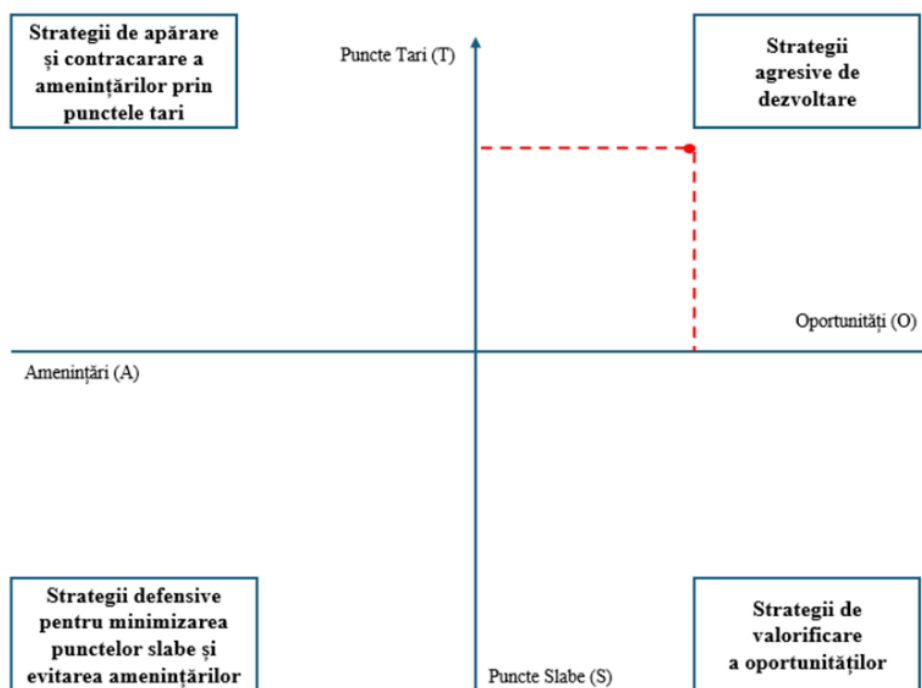 Strategii de apărare
și contracarare a
amenințărilor prin
punctele tari
Puncte Tari (T)
Strategii
agresive de
dezvoltare
Oportunități (O)
Amenințări (A)
Strategii defensive
pentru minimizarea
punctelor slabe și
evitarea amenințărilor
Puncte Slabe (S)
Strategii de
valorificare
a oportunităților